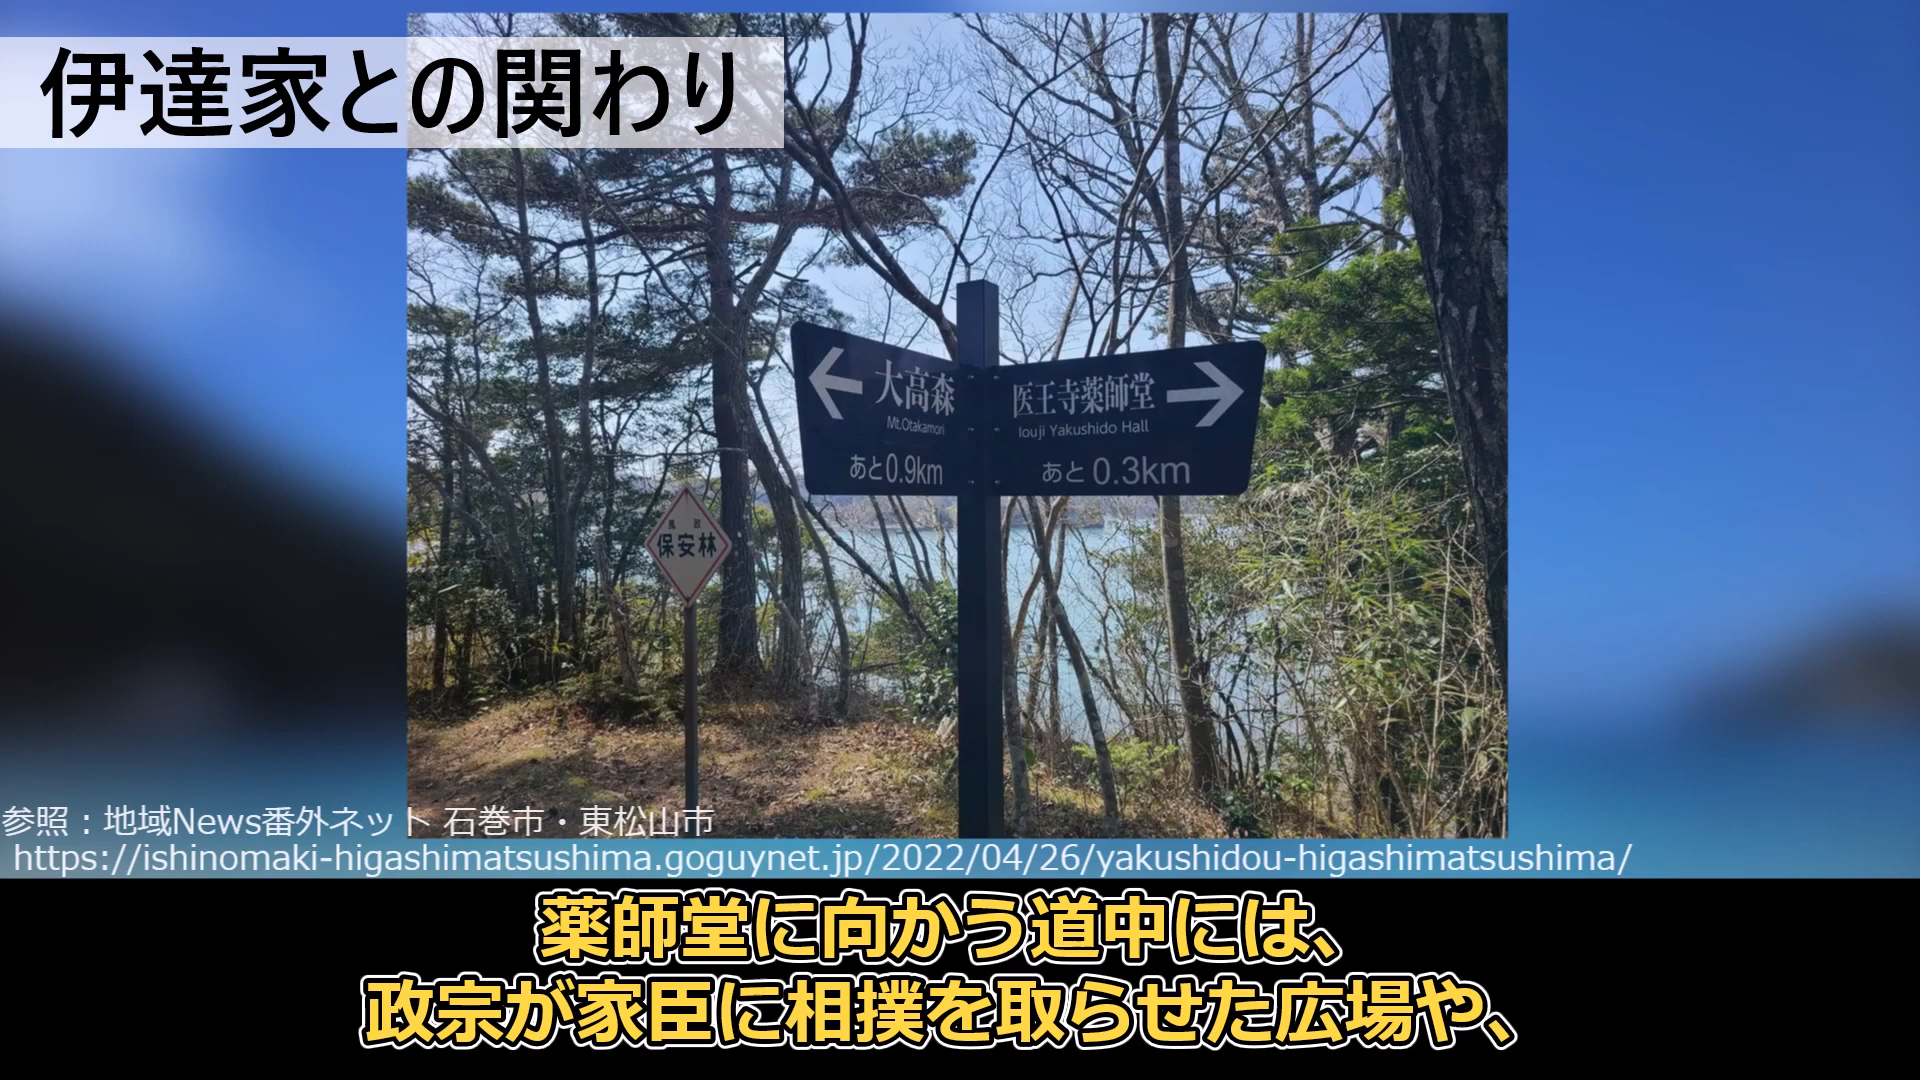 伊達家との関わり
大高森
Mt.Otakamori
あと0.9km
医王寺薬師堂
Iouji Yakushido Hall
あと 0.3km
保安林
参照：地域News番外ネット 石巻市・東松山市
https://ishinomaki-higashimatsushima.goguynet.jp/2022/04/26/yakushidou-higashimatsushima/
薬師堂に向かう道中には、
政宗が家臣に相撲を取らせた広場や、